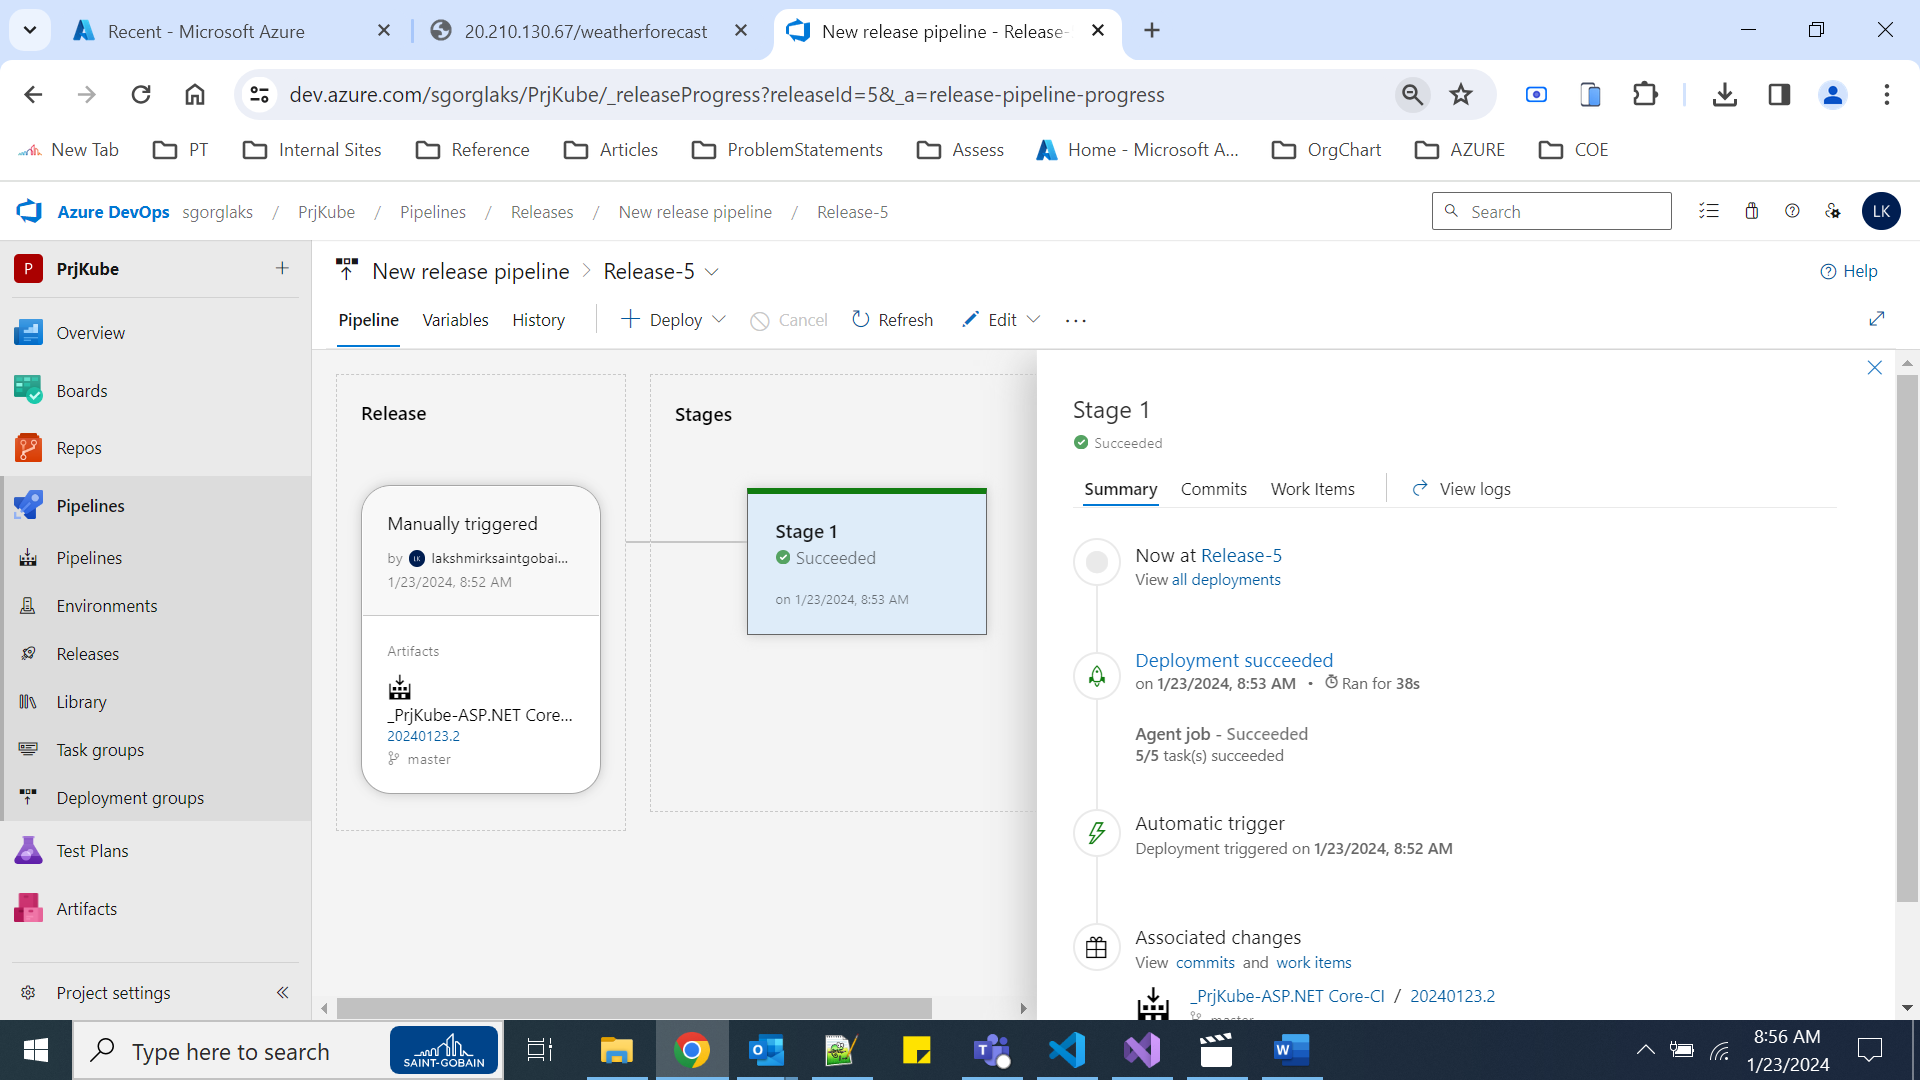 Recent - Microsoft Azure
20.210.130.67/weatherforecast
New release pipeline - Release-
dev.azure.com/sgorglaks/PrjKube/_releaseProgress?releaseId=5&_a=release-pipeline-progress
New Tab
PT
Internal Sites
Reference
Articles
ProblemStatements
Assess
Home - Microsoft A...
OrgChart
AZURE
COE
Azure DevOps sgorglaks / PrjKube / Pipelines / Releases / New release pipeline / Release-5
Search
LK
P PrjKube
Overview
Boards
Repos
Pipelines
Pipelines
Environments
Releases
Library
Task groups
Deployment groups
Test Plans
Artifacts
Project settings
New release pipeline > Release-5
Help
Pipeline
Variables
History
Deploy
Cancel
Refresh
Edit
Release
Manually triggered
by LK lakshmirksaintgobai...
1/23/2024, 8:52 AM
Artifacts
_PrjKube-ASP.NET Core...
20240123.2
master
Stages
Stage 1
Succeeded
on 1/23/2024, 8:53 AM
Stage 1
Succeeded
Summary
Commits
Work Items
View logs
Now at Release-5
View all deployments
Deployment succeeded
on 1/23/2024, 8:53 AM • Ran for 38s
Agent job - Succeeded
5/5 task(s) succeeded
Automatic trigger
Deployment triggered on 1/23/2024, 8:52 AM
Associated changes
View commits and work items
_PrjKube-ASP.NET Core-CI / 20240123.2
master
Type here to search
SAINT-GOBAIN
8:56 AM
1/23/2024